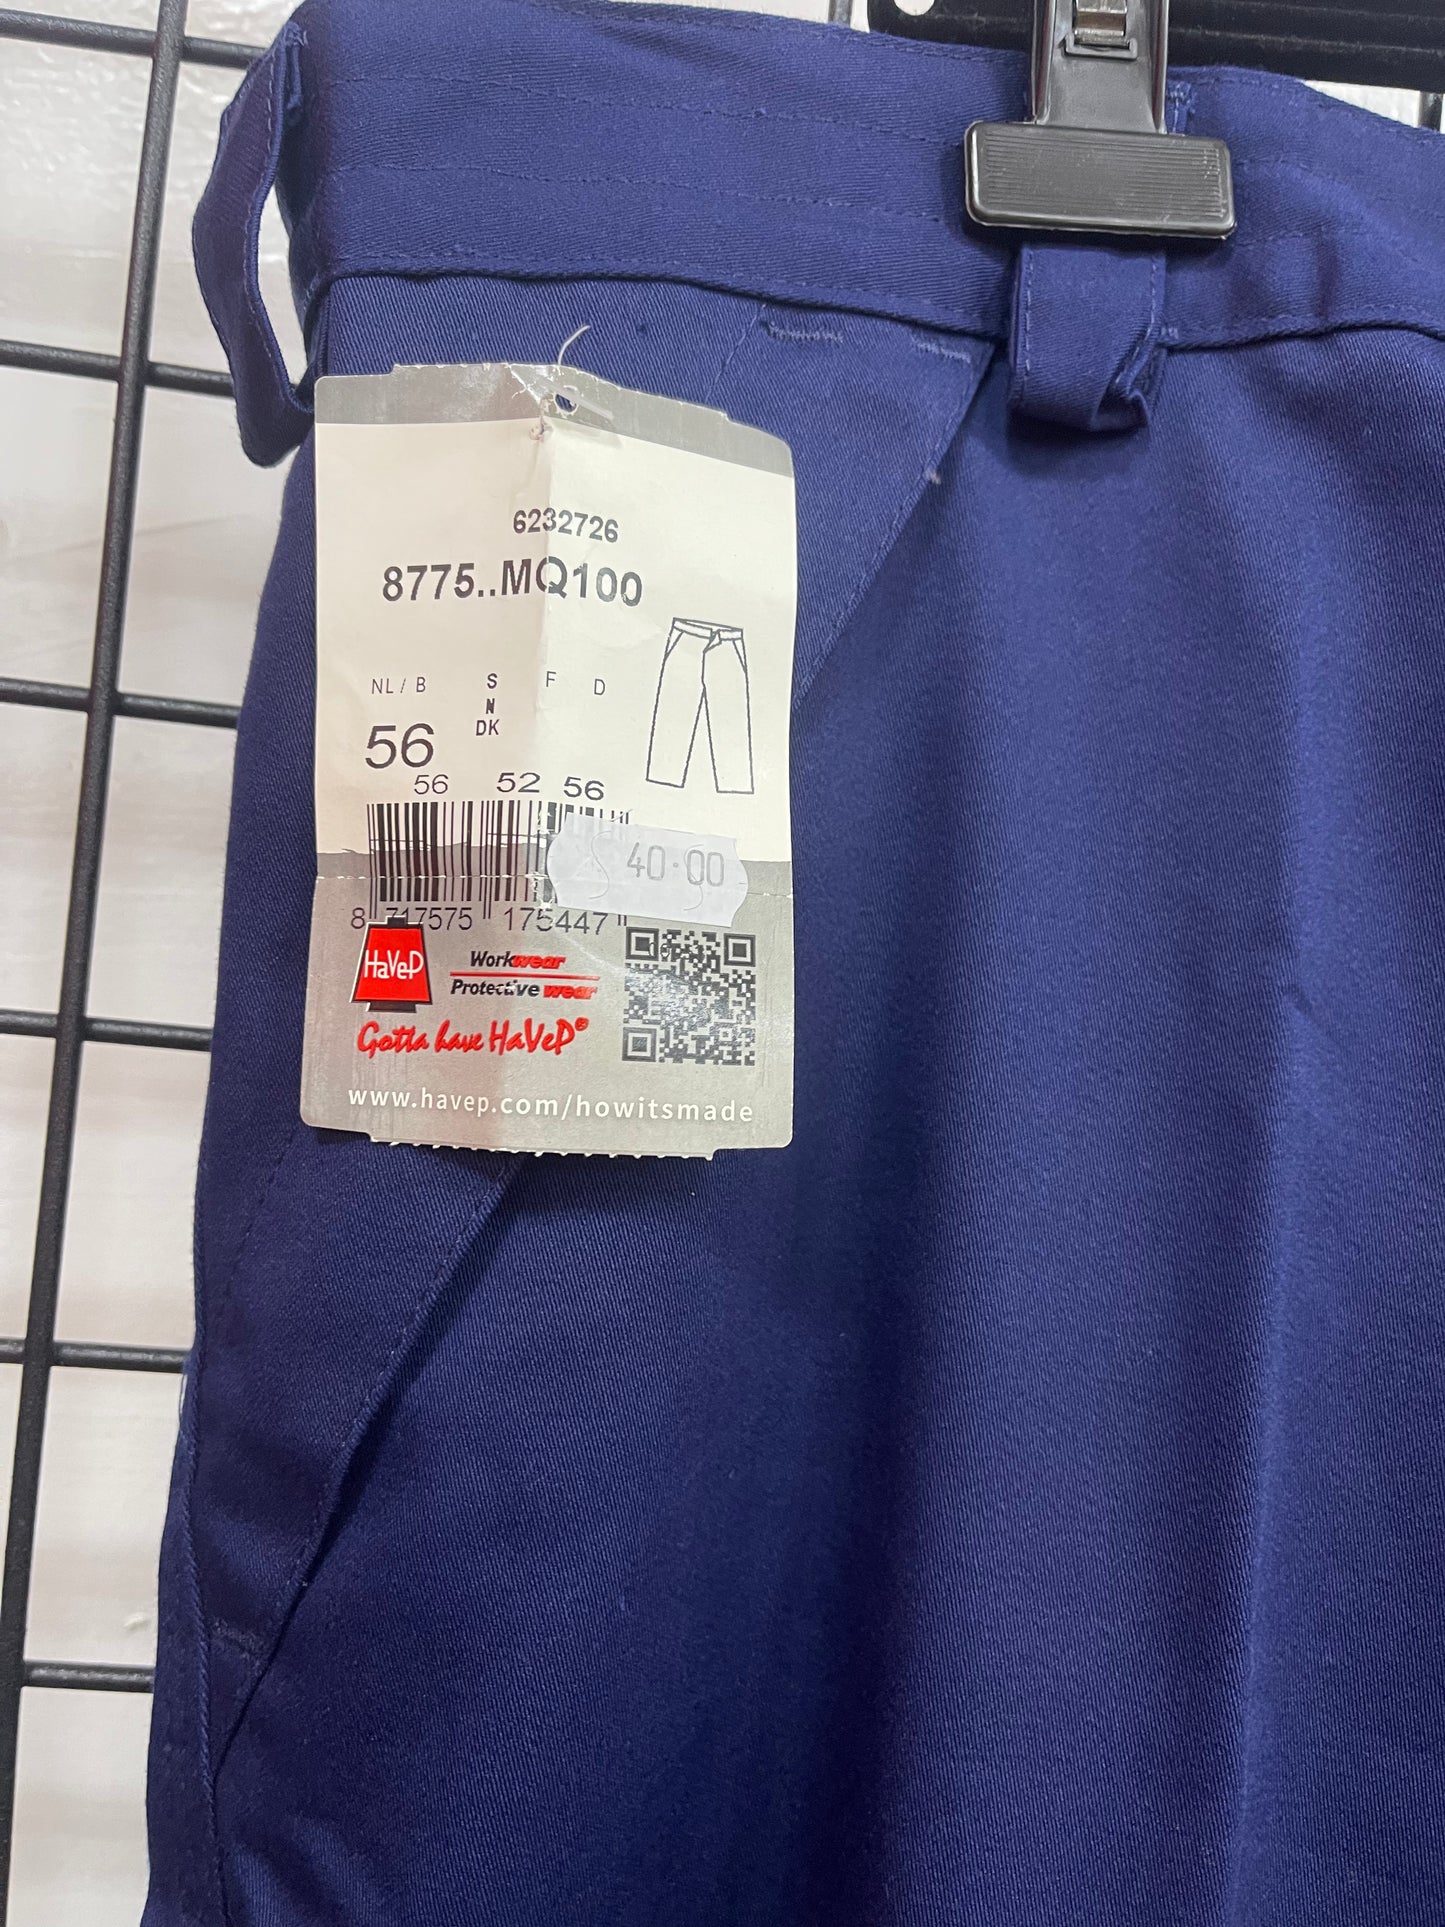 6232726
8775..MQ100
NL / B S F D
N
DK
56
56 52 56
40.00
8 717575 175447
HaVeP
Workwear
Protective wear
Gotta have HaVeP®
www.havep.com/howitsmade